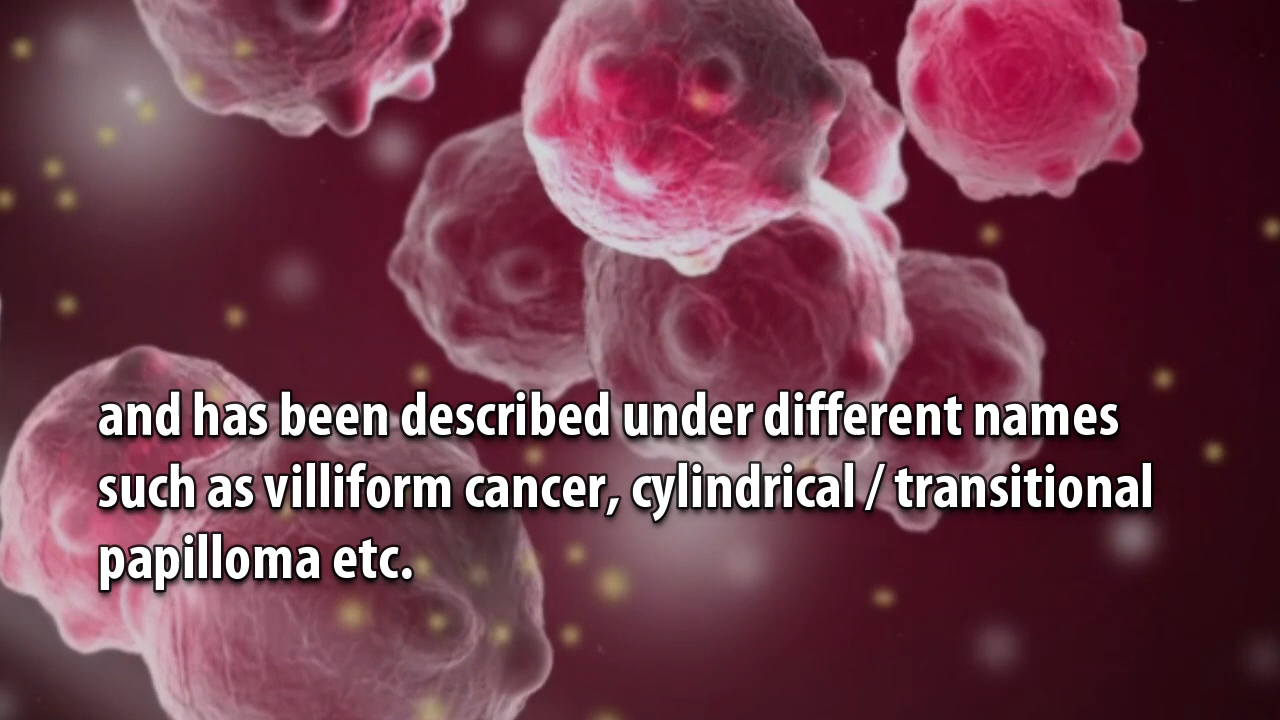 and has been described under different names
such as villiform cancer, cylindrical / transitional
papilloma etc.